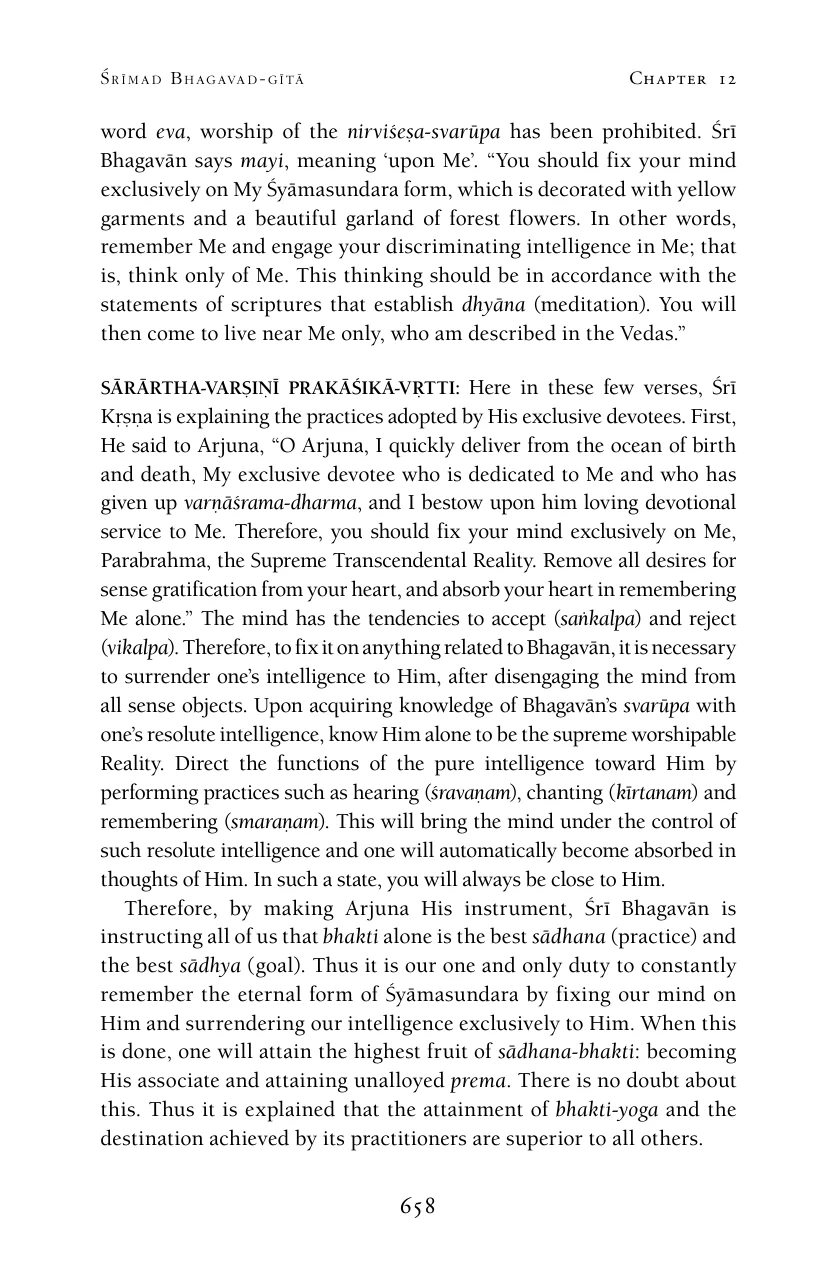 Śrīmad Bhagavad-gītā Chapter 12
word eva, worship of the nirviśeṣa-svarūpa has been prohibited. Śrī
Bhagavān says mayi, meaning ‘upon Me’. “You should fix your mind
exclusively on My Śyāmasundara form, which is decorated with yellow
garments and a beautiful garland of forest flowers. In other words,
remember Me and engage your discriminating intelligence in Me; that
is, think only of Me. This thinking should be in accordance with the
statements of scriptures that establish dhyāna (meditation). You will
then come to live near Me only, who am described in the Vedas.”
SĀRĀRTHA-VARṢIṆĪ PRAKĀŚIKĀ-VṚTTI: Here in these few verses, Śrī
Kṛṣṇa is explaining the practices adopted by His exclusive devotees. First,
He said to Arjuna, “O Arjuna, I quickly deliver from the ocean of birth
and death, My exclusive devotee who is dedicated to Me and who has
given up varṇāśrama-dharma, and I bestow upon him loving devotional
service to Me. Therefore, you should fix your mind exclusively on Me,
Parabrahma, the Supreme Transcendental Reality. Remove all desires for
sense gratification from your heart, and absorb your heart in remembering
Me alone.” The mind has the tendencies to accept (saṅkalpa) and reject
(vikalpa). Therefore, to fix it on anything related to Bhagavān, it is necessary
to surrender one’s intelligence to Him, after disengaging the mind from
all sense objects. Upon acquiring knowledge of Bhagavān’s svarūpa with
one’s resolute intelligence, know Him alone to be the supreme worshipable
Reality. Direct the functions of the pure intelligence toward Him by
performing practices such as hearing (śravaṇam), chanting (kīrtanam) and
remembering (smaraṇam). This will bring the mind under the control of
such resolute intelligence and one will automatically become absorbed in
thoughts of Him. In such a state, you will always be close to Him.
Therefore, by making Arjuna His instrument, Śrī Bhagavān is
instructing all of us that bhakti alone is the best sādhana (practice) and
the best sādhya (goal). Thus it is our one and only duty to constantly
remember the eternal form of Śyāmasundara by fixing our mind on
Him and surrendering our intelligence exclusively to Him. When this
is done, one will attain the highest fruit of sādhana-bhakti: becoming
His associate and attaining unalloyed prema. There is no doubt about
this. Thus it is explained that the attainment of bhakti-yoga and the
destination achieved by its practitioners are superior to all others.
658